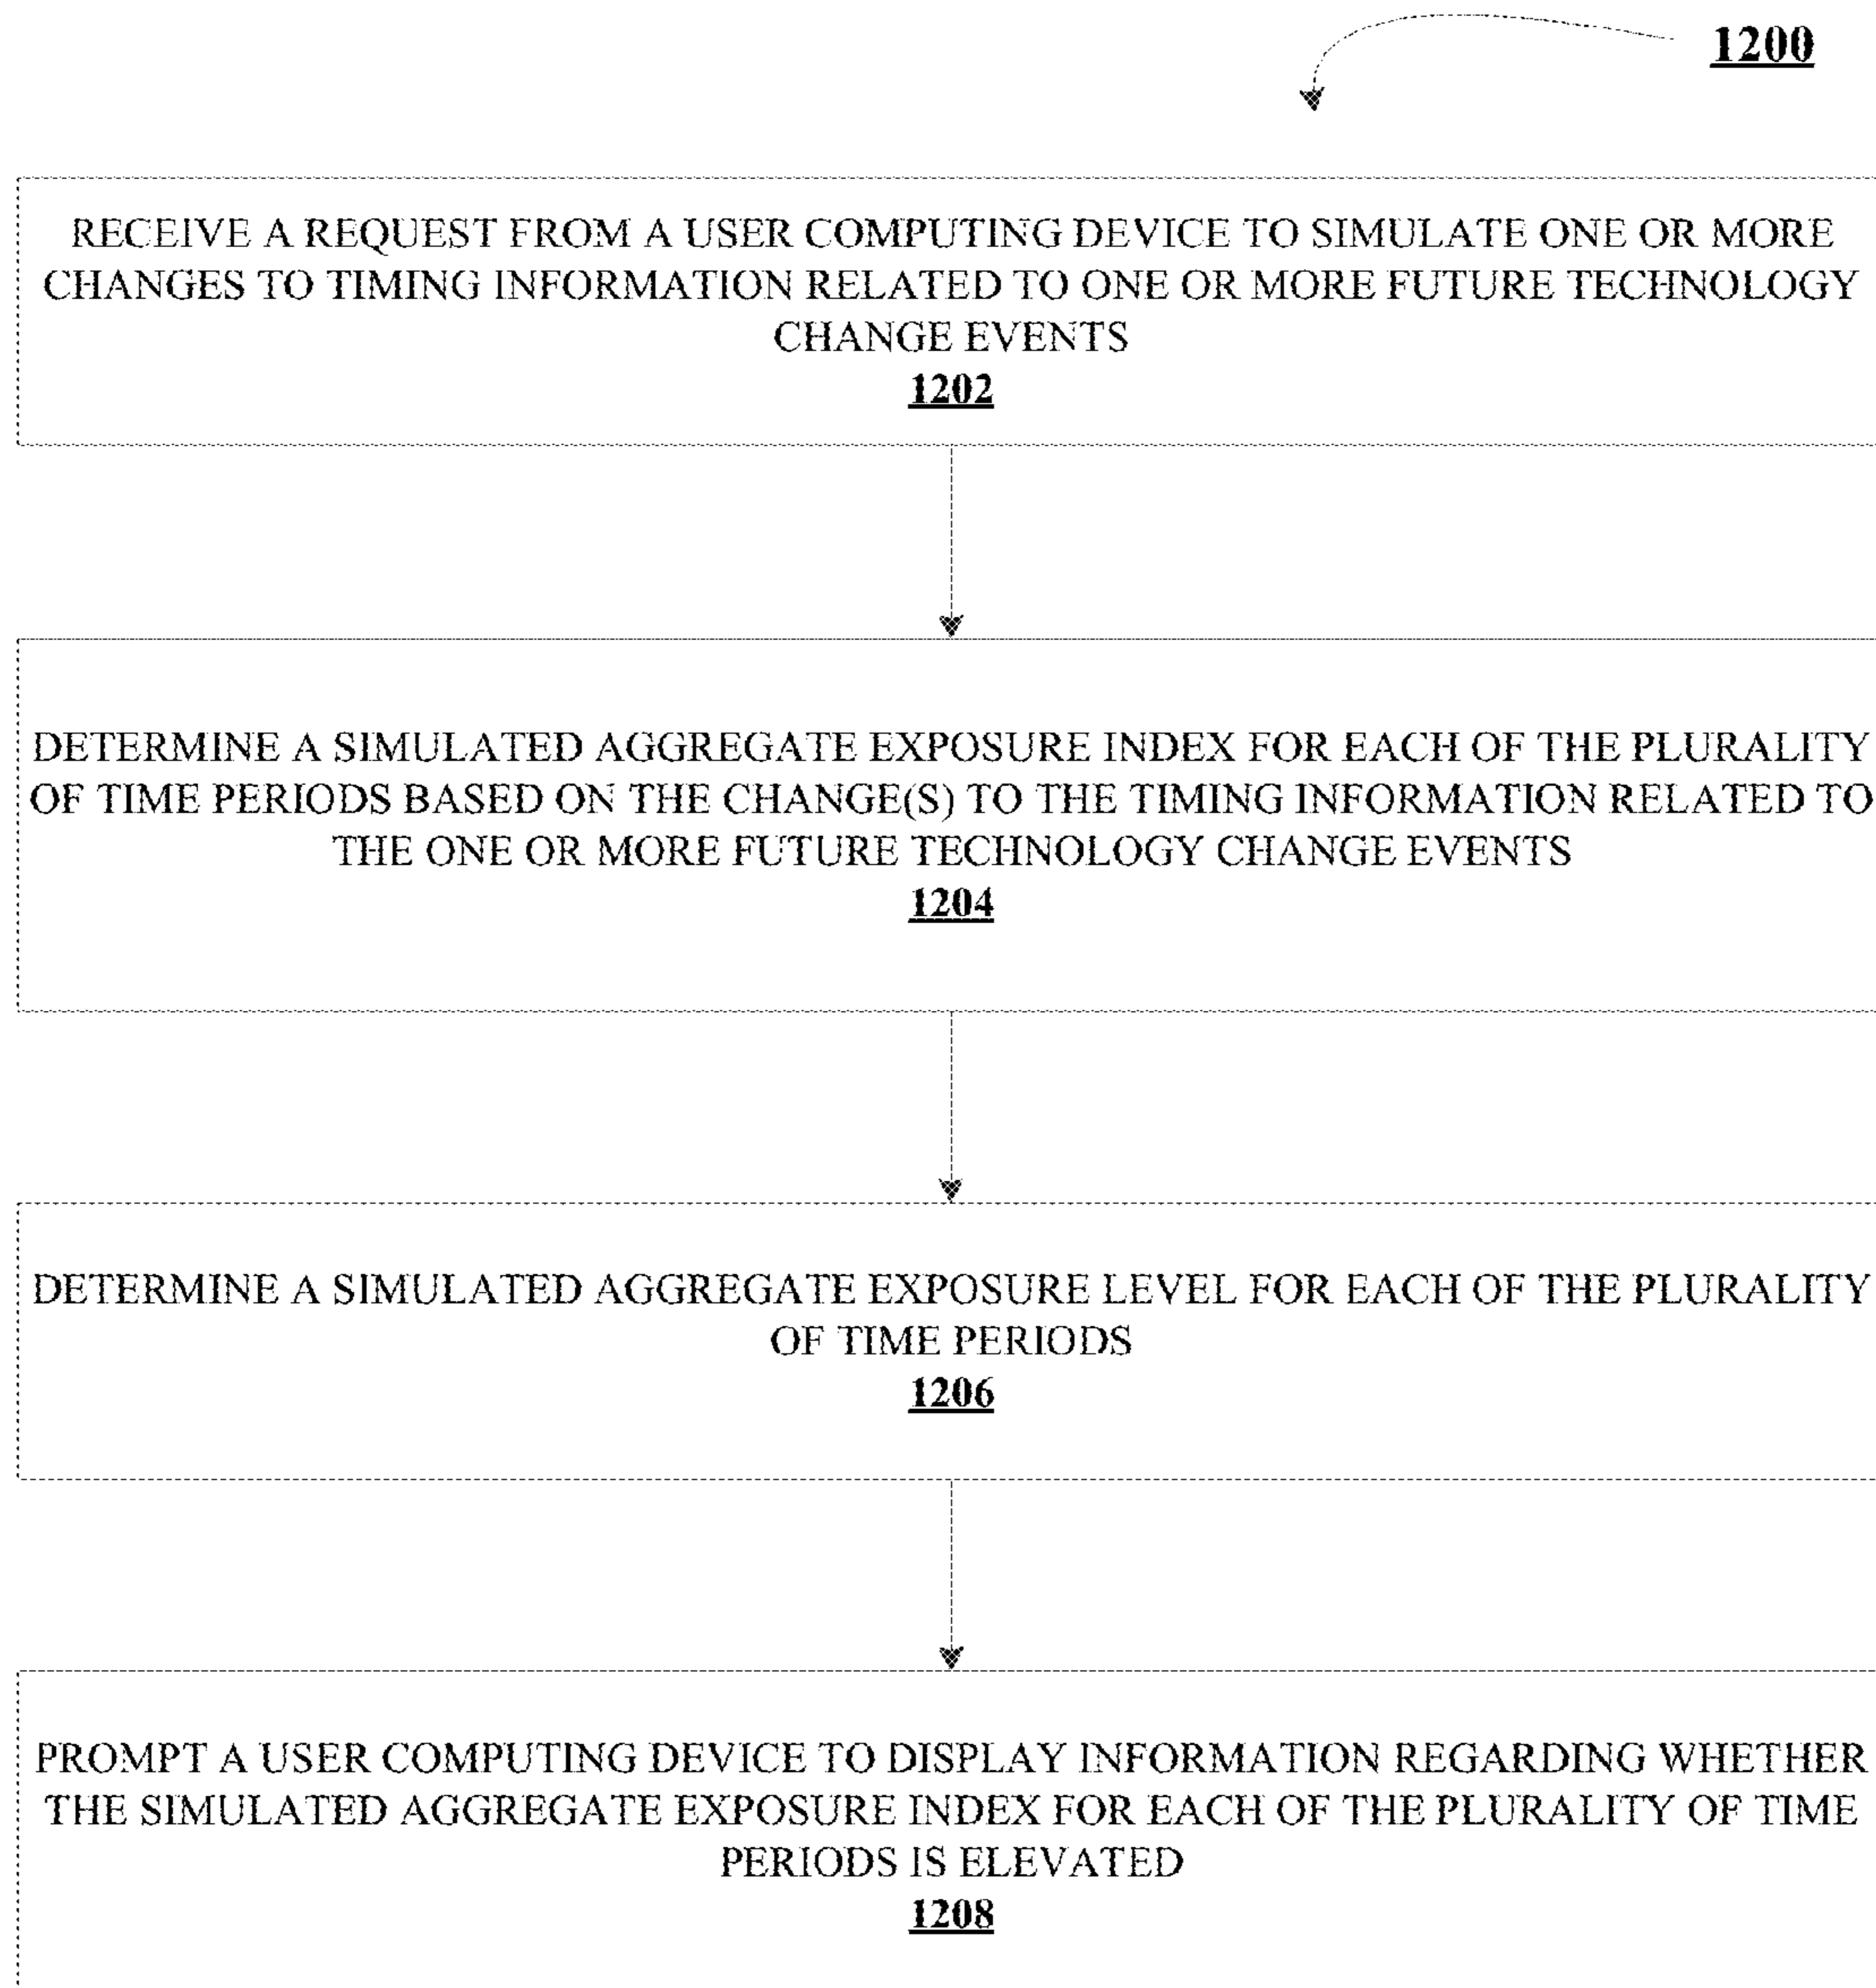 1200
RECEIVE A REQUEST FROM A USER COMPUTING DEVICE TO SIMULATE ONE OR MORE
CHANGES TO TIMING INFORMATION RELATED TO ONE OR MORE FUTURE TECHNOLOGY
CHANGE EVENTS
1202
DETERMINE A SIMULATED AGGREGATE EXPOSURE INDEX FOR EACH OF THE PLURALITY
OF TIME PERIODS BASED ON THE CHANGE(S) TO THE TIMING INFORMATION RELATED TO
THE ONE OR MORE FUTURE TECHNOLOGY CHANGE EVENTS
1204
DETERMINE A SIMULATED AGGREGATE EXPOSURE LEVEL FOR EACH OF THE PLURALITY
OF TIME PERIODS
1206
PROMPT A USER COMPUTING DEVICE TO DISPLAY INFORMATION REGARDING WHETHER
THE SIMULATED AGGREGATE EXPOSURE INDEX FOR EACH OF THE PLURALITY OF TIME
PERIODS IS ELEVATED
1208